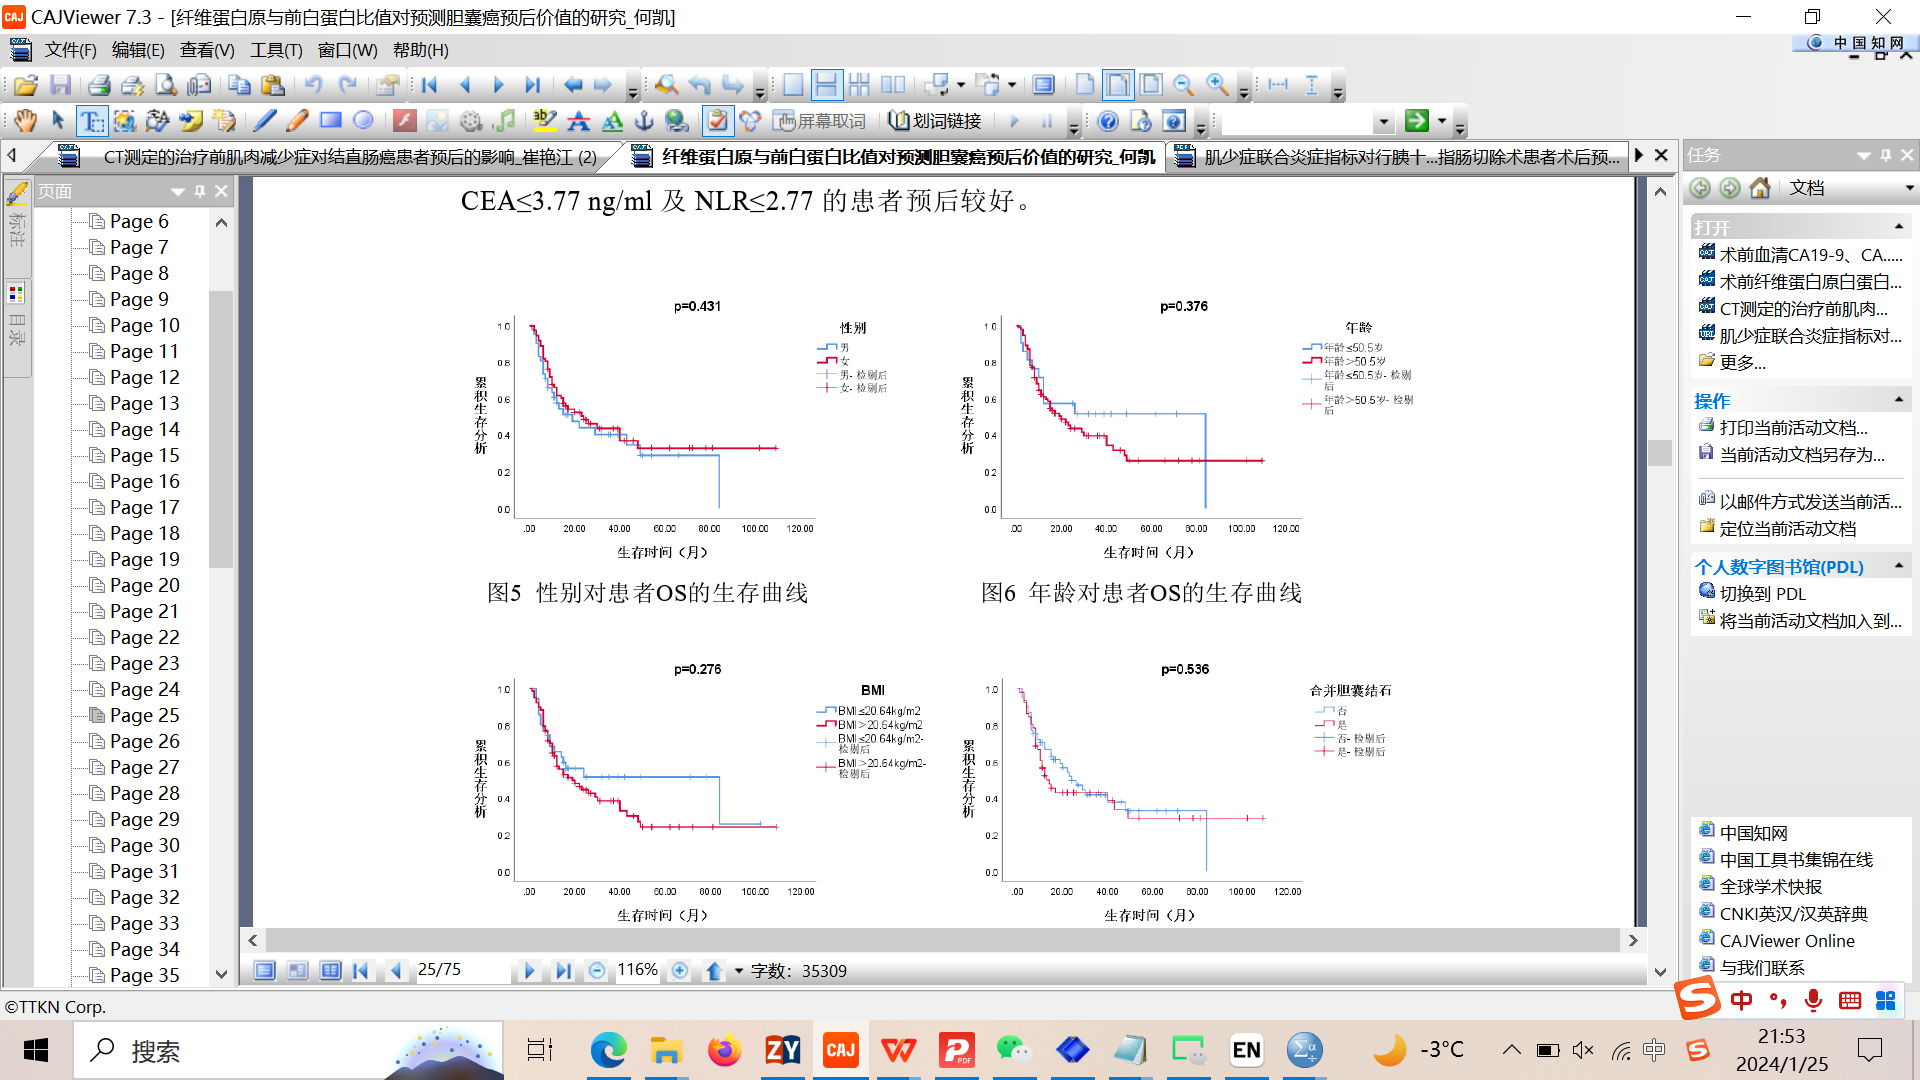 CAJViewer 7.3 - [纤维蛋白原与前白蛋白比值对预测胆囊癌预后价值的研究_何凯]
文件(F) 编辑(E) 查看(V) 工具(T) 窗口(W) 帮助(H)
中国知网
屏幕取词 划词链接
CT测定的治疗前肌肉减少症对结直肠癌患者预后的影响_崔艳江 (2)
纤维蛋白原与前白蛋白比值对预测胆囊癌预后价值的研究_何凯
肌少症联合炎症指标对行胰十...指肠切除术患者术后预...
标注
目录
页面
Page 6
Page 7
Page 8
Page 9
Page 10
Page 11
Page 12
Page 13
Page 14
Page 15
Page 16
Page 17
Page 18
Page 19
Page 20
Page 21
Page 22
Page 23
Page 24
Page 25
Page 26
Page 27
Page 28
Page 29
Page 30
Page 31
Page 32
Page 33
Page 34
Page 35
CEA≤3.77 ng/ml 及 NLR≤2.77 的患者预后较好。
p=0.431
性别
男
女
男- 检剔后
女- 检剔后
累积生存分析
1.0
0.8
0.6
0.4
0.2
0.0
.00 20.00 40.00 60.00 80.00 100.00 120.00
生存时间（月）
图5 性别对患者OS的生存曲线
p=0.376
年龄
年龄≤50.5岁
年龄＞50.5岁
年龄≤50.5岁- 检剔后
年龄＞50.5岁- 检剔后
累积生存分析
1.0
0.8
0.6
0.4
0.2
0.0
.00 20.00 40.00 60.00 80.00 100.00 120.00
生存时间（月）
图6 年龄对患者OS的生存曲线
p=0.276
BMI
BMI≤20.64kg/m2
BMI＞20.64kg/m2
BMI≤20.64kg/m2-检剔后
BMI＞20.64kg/m2-检剔后
累积生存分析
1.0
0.8
0.6
0.4
0.2
0.0
.00 20.00 40.00 60.00 80.00 100.00 120.00
生存时间（月）
p=0.536
合并胆囊结石
否
是
否- 检剔后
是- 检剔后
累积生存分析
1.0
0.8
0.6
0.4
0.2
0.0
.00 20.00 40.00 60.00 80.00 100.00 120.00
生存时间（月）
25/75 116% 字数：35309
任务
文档
打开
术前血清CA19-9、CA.....
术前纤维蛋白原白蛋白...
CT测定的治疗前肌肉...
肌少症联合炎症指标对...
更多...
操作
打印当前活动文档...
当前活动文档另存为...
以邮件方式发送当前活...
定位当前活动文档
个人数字图书馆(PDL)
切换到 PDL
将当前活动文档加入到...
中国知网
中国工具书集锦在线
全球学术快报
CNKI英汉/汉英辞典
CAJViewer Online
与我们联系
©TTKN Corp.
中
搜索
ZY
CAJ
PDF
EN
-3°C
中
21:53
2024/1/25